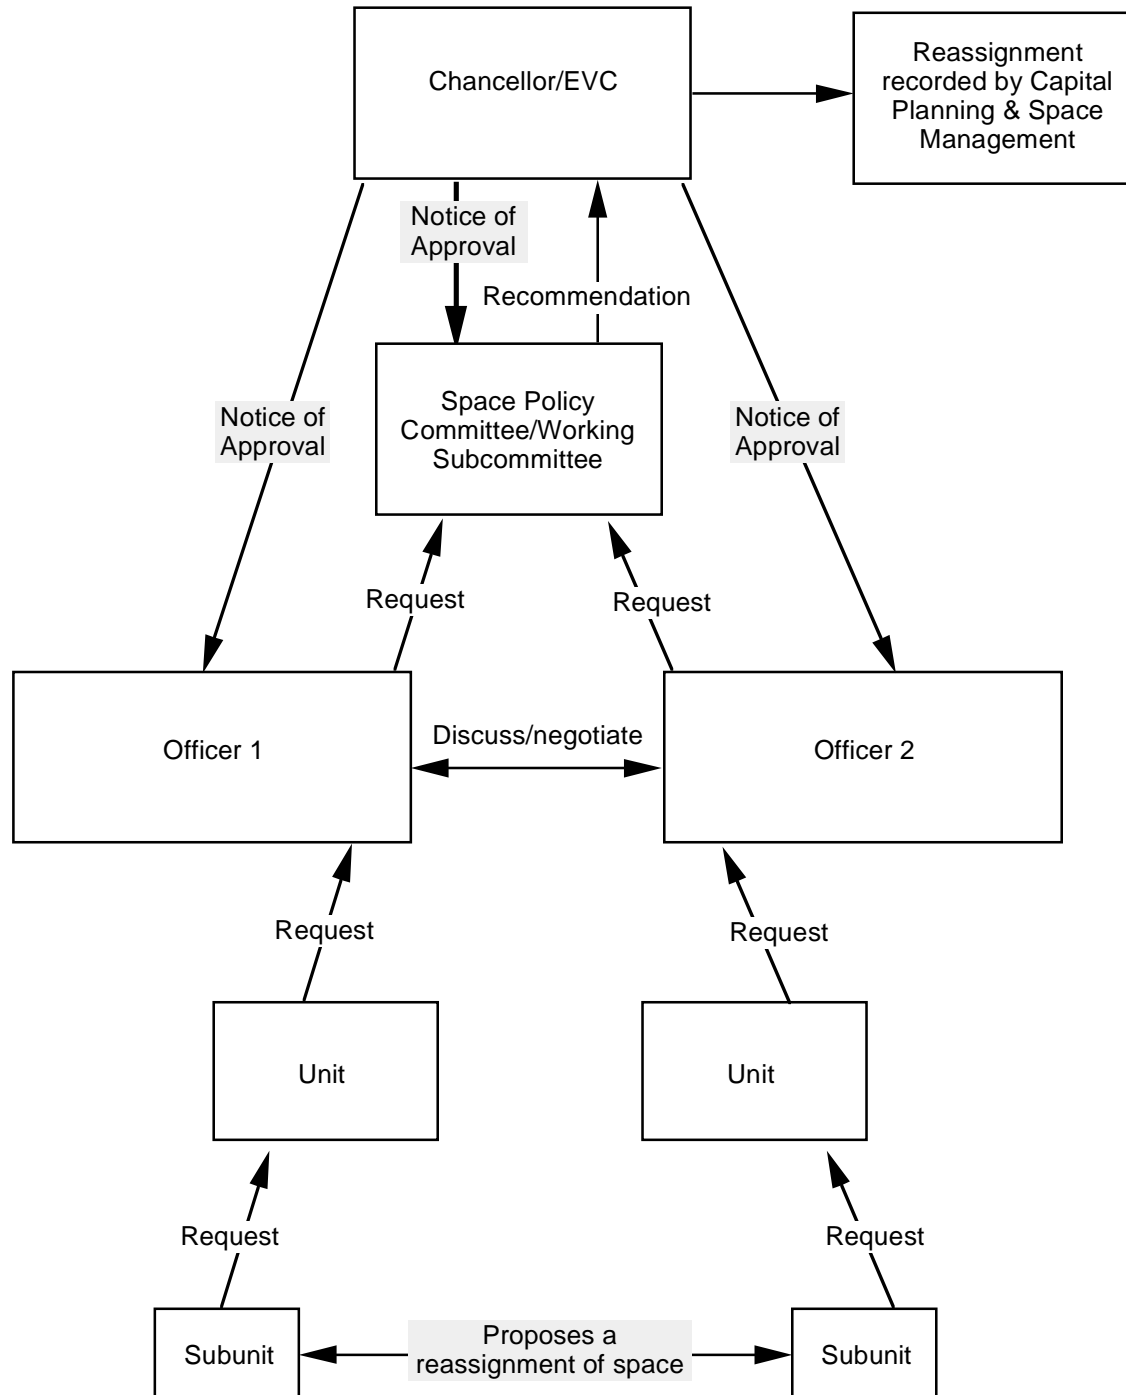 Chancellor/EVC
Reassignment
recorded by Capital
Planning & Space
Management
Notice of
Approval
Recommendation
Space Policy
Committee/Working
Subcommittee
Notice of
Approval
Notice of
Approval
Request
Request
Officer 1
Discuss/negotiate
Officer 2
Request
Request
Unit
Unit
Request
Request
Subunit
Proposes a
reassignment of space
Subunit